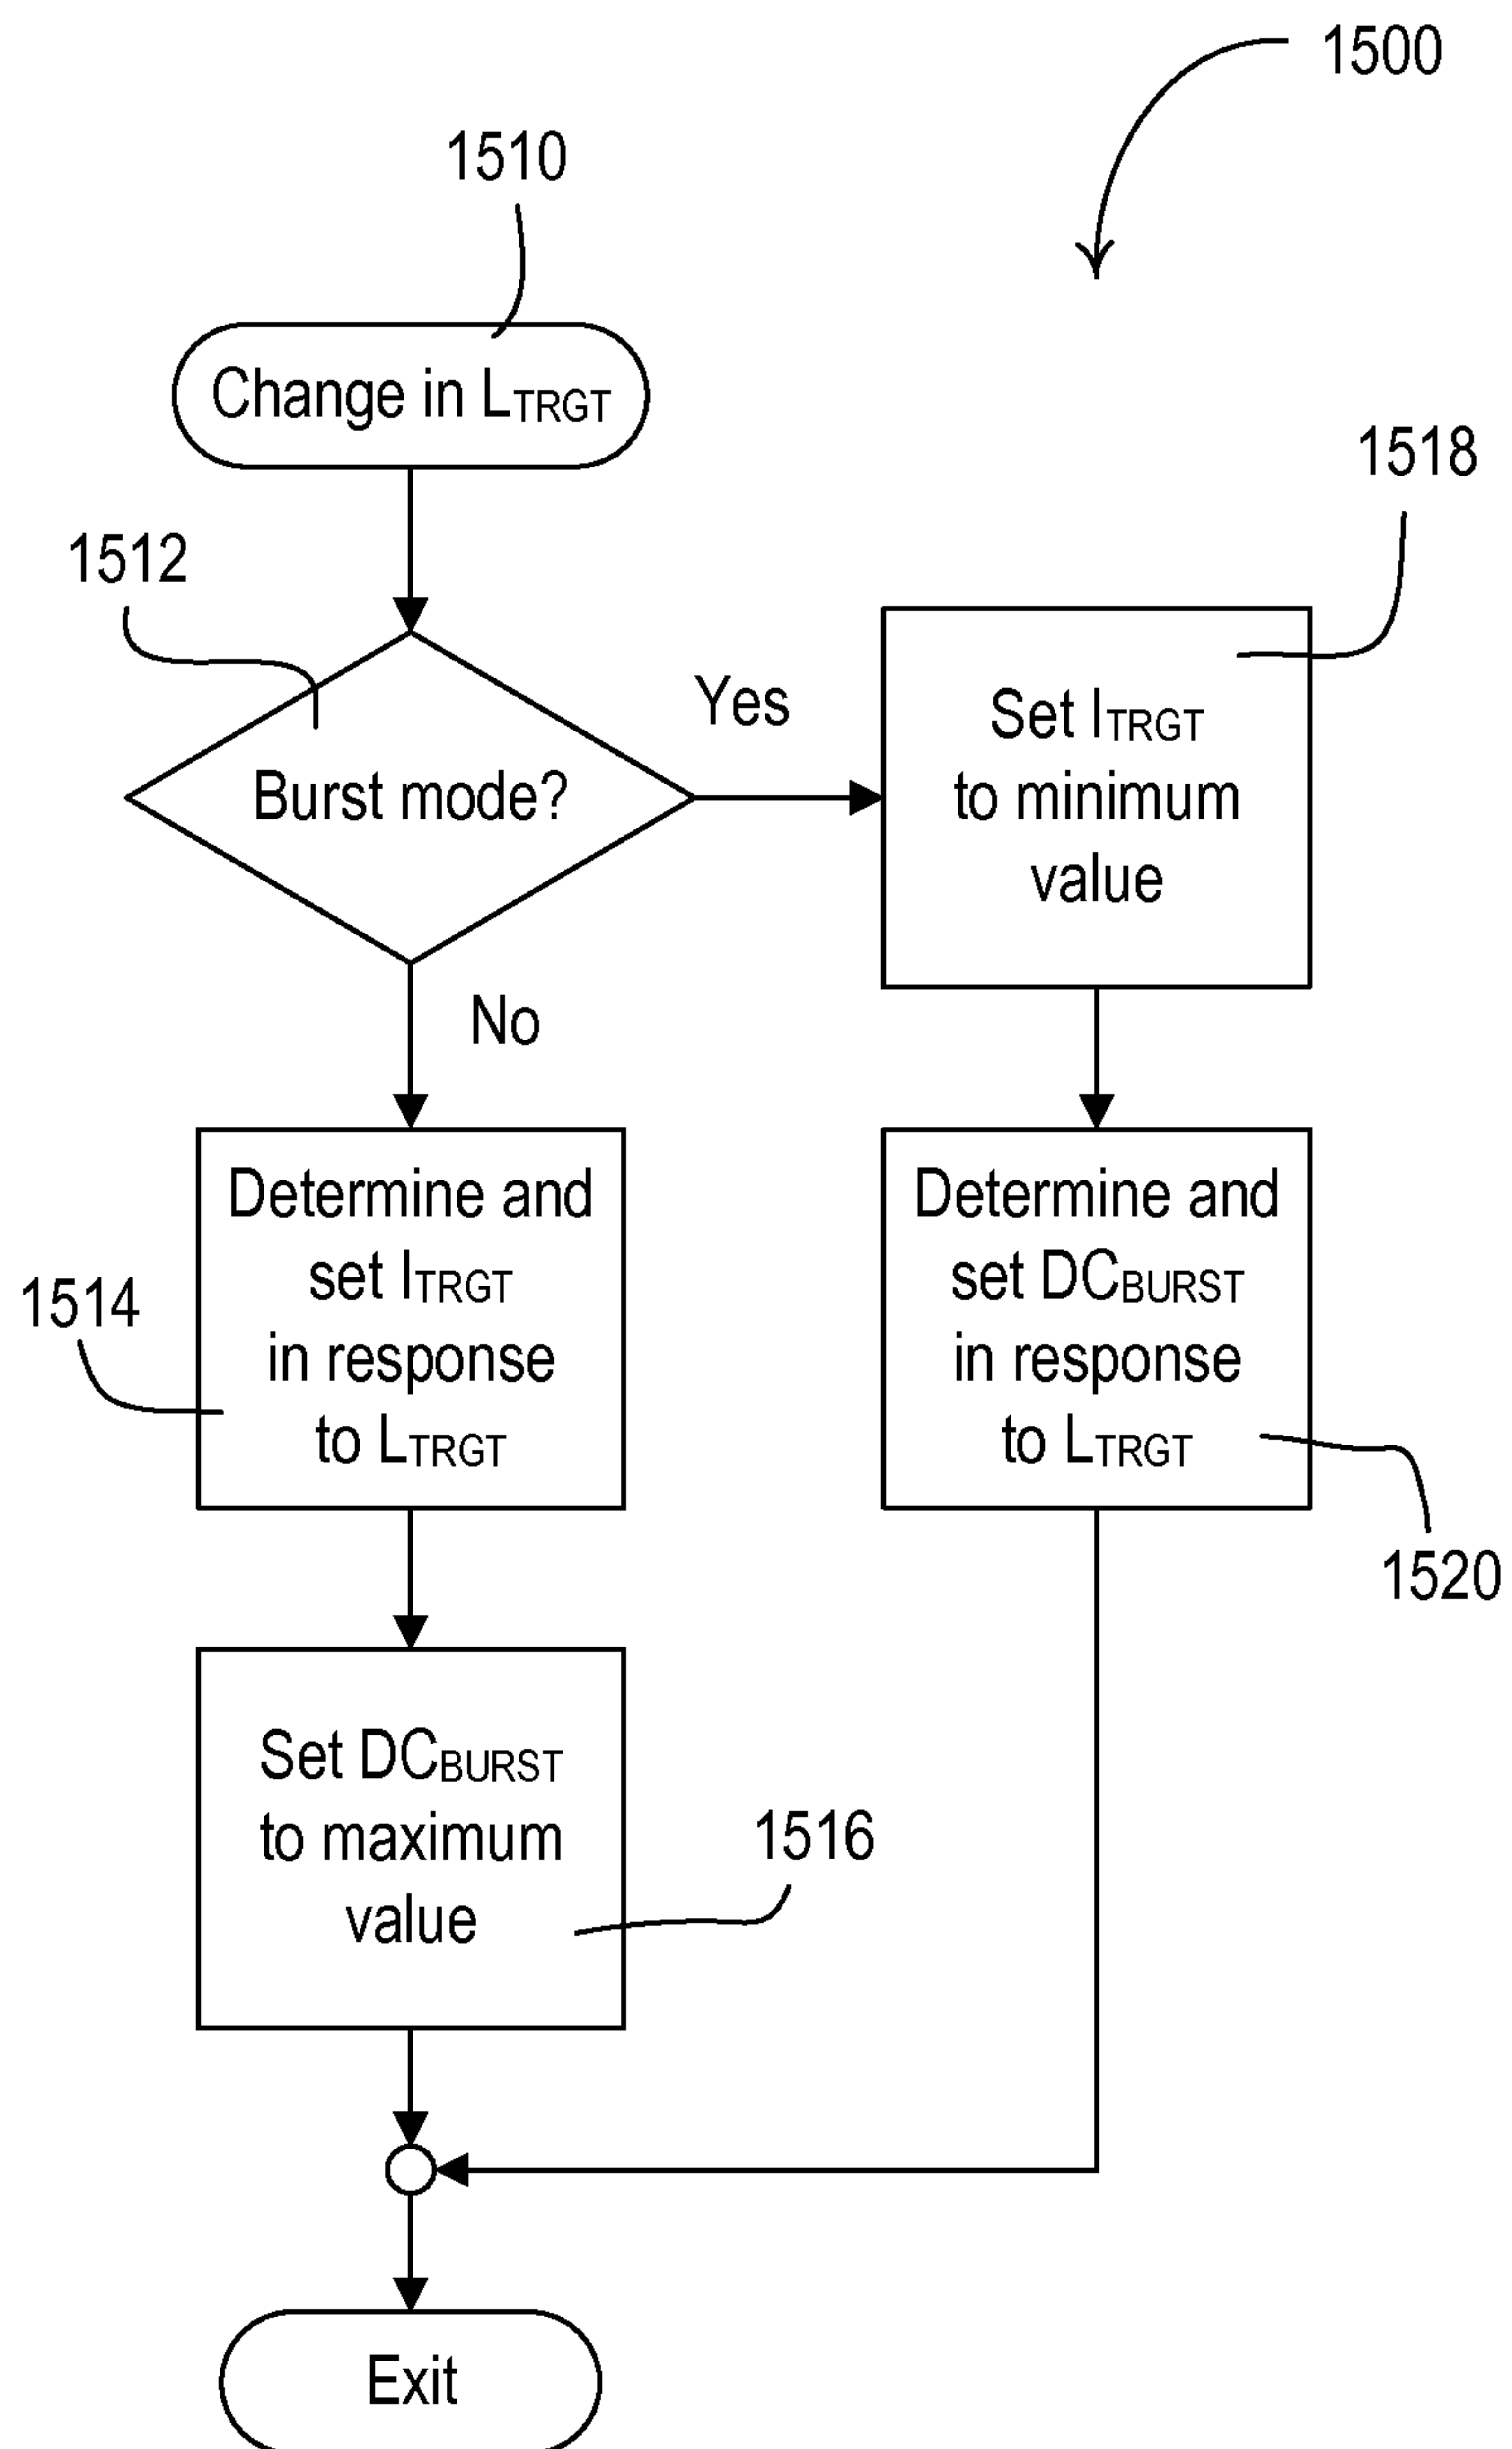 1500
1510
Change in LTRGT
1518
1512
Yes
Set ITRGT
to minimum
value
Burst mode?
No
Determine and
set ITRGT
in response
to LTRGT
1514
Determine and
set DCBURST
in response
to LTRGT
1520
Set DCBURST
to maximum
value
1516
Exit